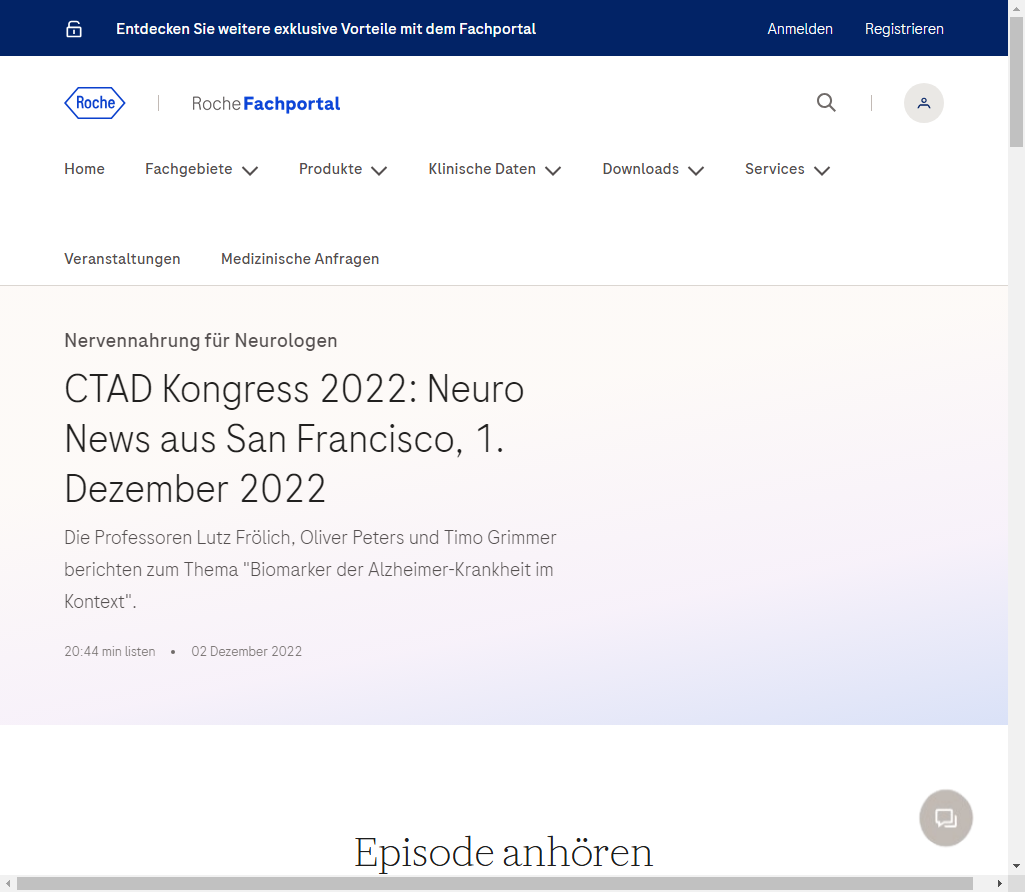 Entdecken Sie weitere exklusive Vorteile mit dem Fachportal
Anmelden
Registrieren
Roche
RocheFachportal
Home
Fachgebiete
Produkte
Klinische Daten
Downloads
Services
Veranstaltungen
Medizinische Anfragen
Nervennahrung für Neurologen
CTAD Kongress 2022: Neuro
News aus San Francisco, 1.
Dezember 2022
Die Professoren Lutz Frölich, Oliver Peters und Timo Grimmer
berichten zum Thema "Biomarker der Alzheimer-Krankheit im
Kontext".
20:44 min listen • 02 Dezember 2022
Episode anhören